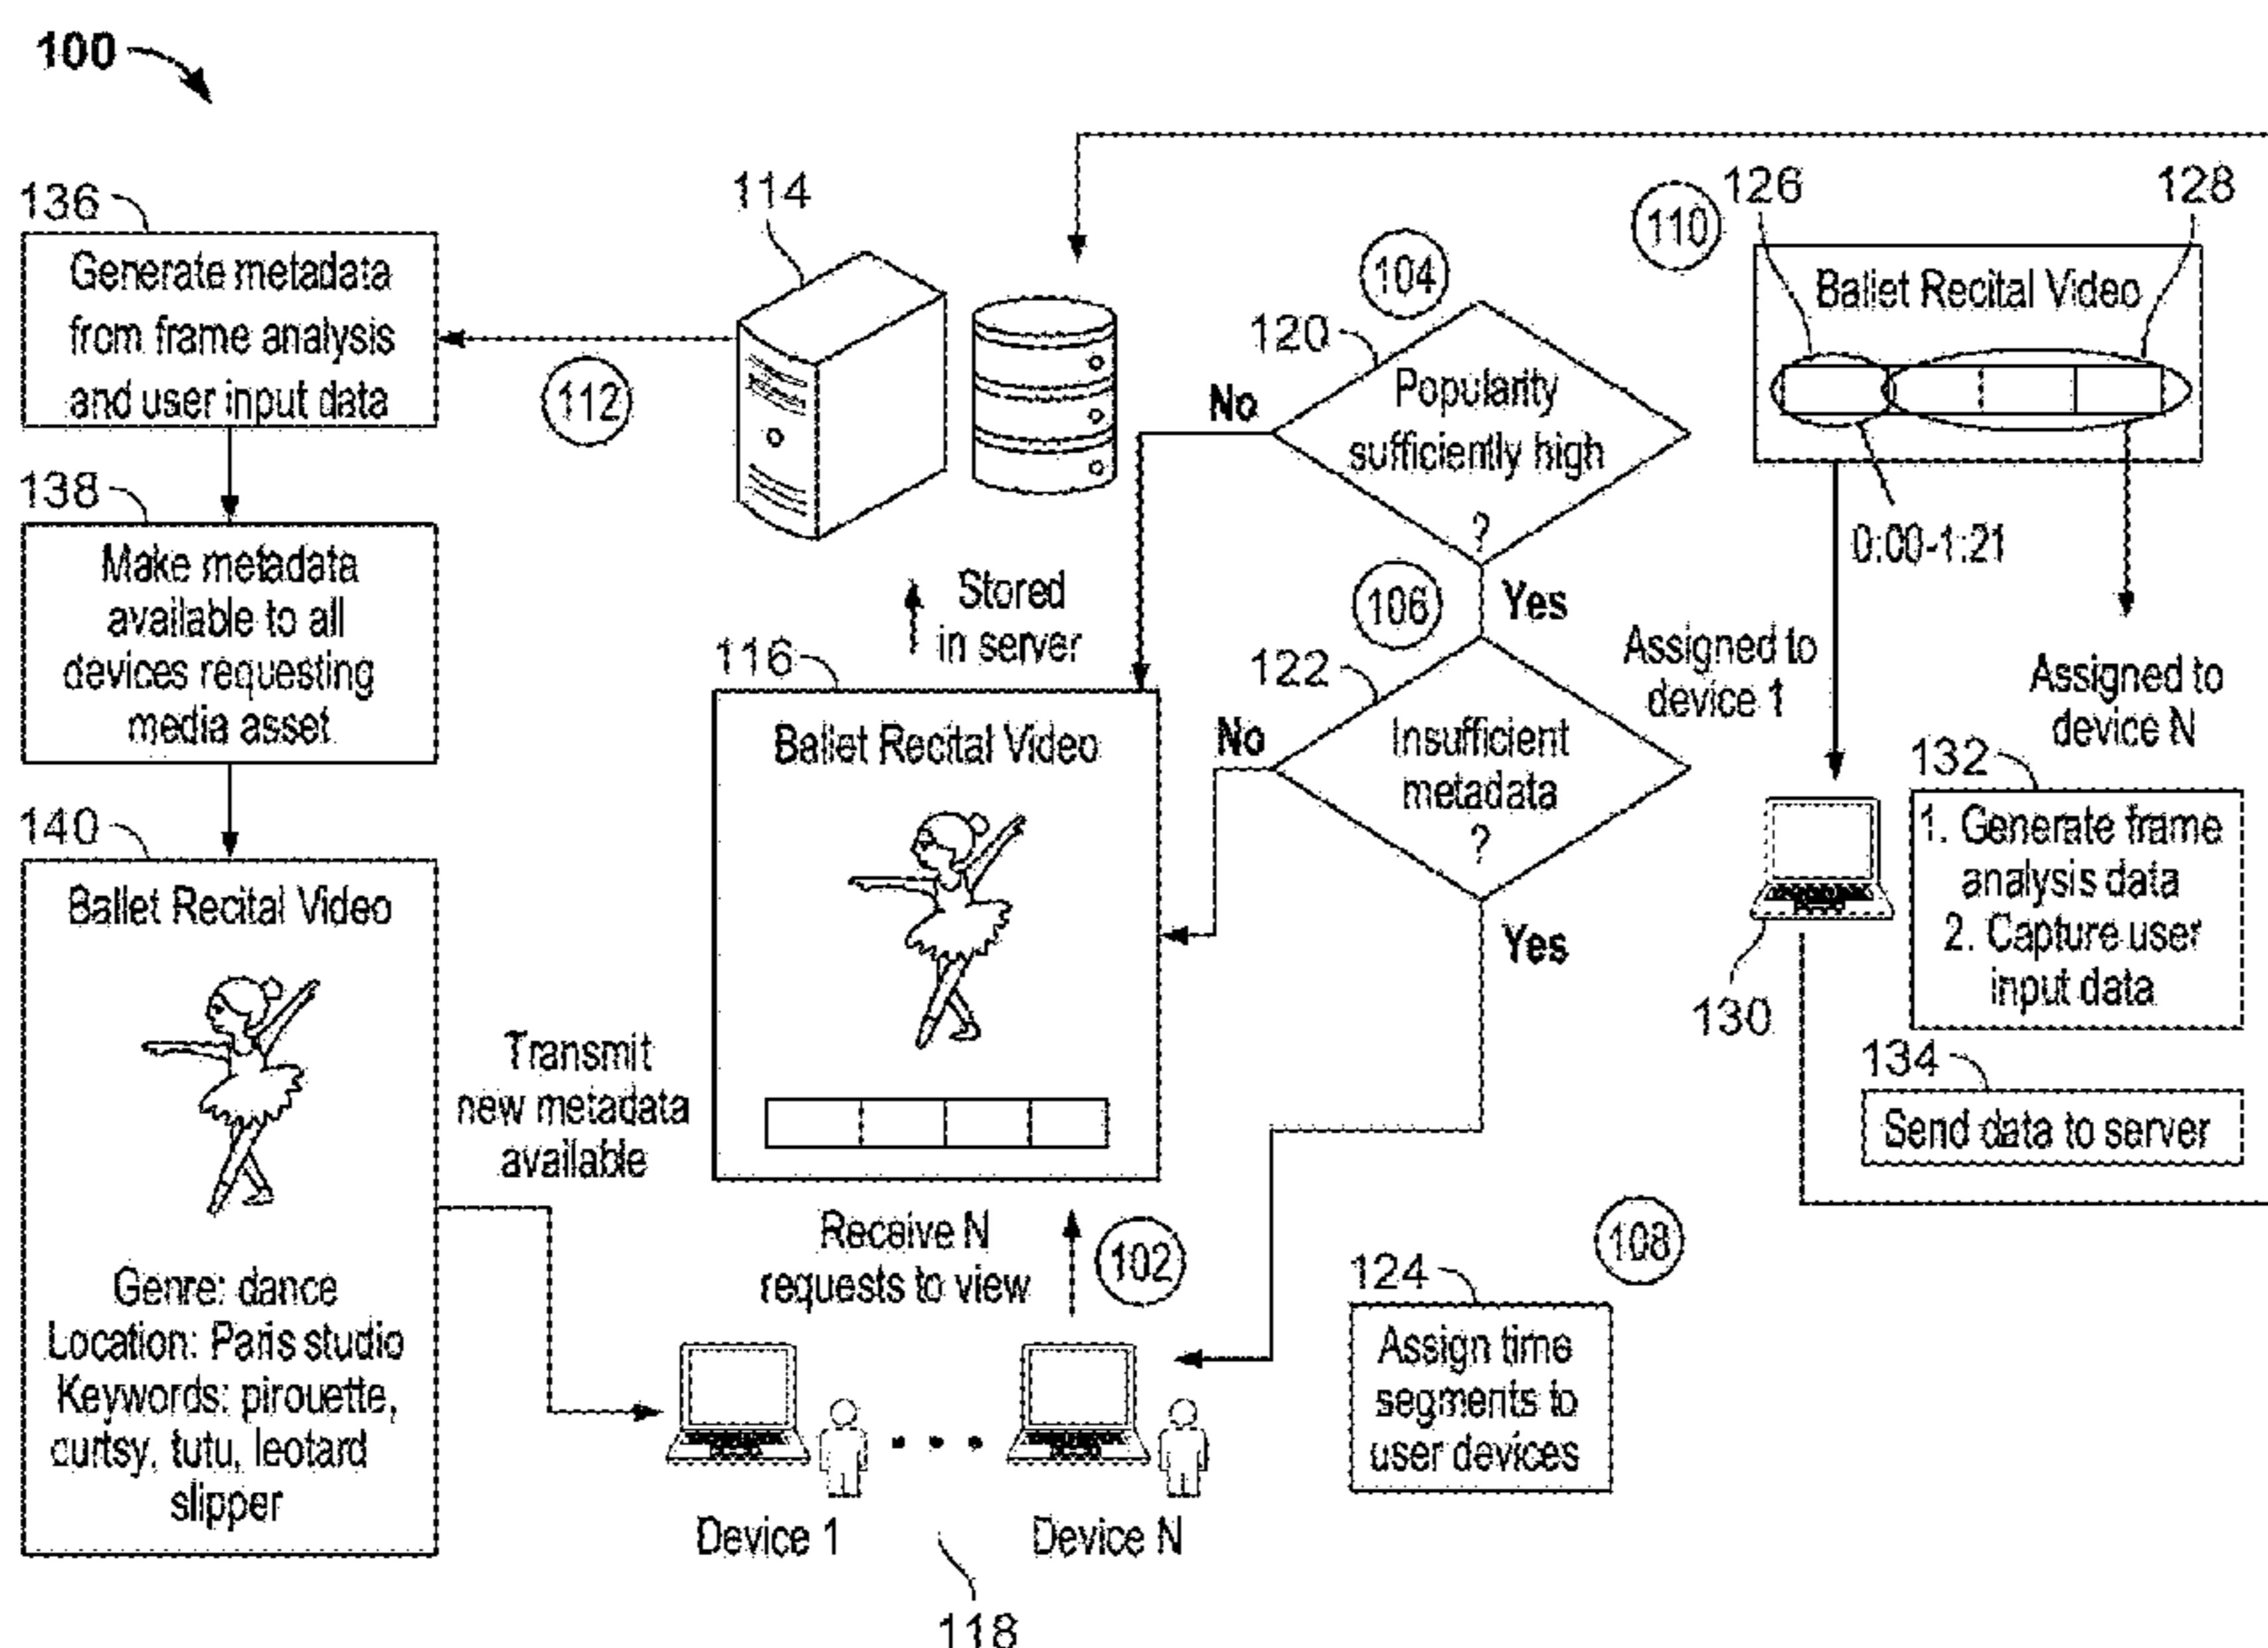 100
136
Generate metadata
from frame analysis
and user input data
138
Make metadata
available to all
devices requesting
media asset
140
Ballet Recital Video
Genre: dance
Location: Paris studio
Keywords: pirouette,
curtsy, tutu, leotard
slipper
Transmit
new metadata
available
112
114
Stored
in server
116
Ballet Recital Video
Receive N
requests to view
102
Device 1
Device N
118
104
120
Popularity
sufficiently high
?
No
Yes
106
122
Insufficient
metadata
?
No
Yes
108
124
Assign time
segments to
user devices
110
126
128
Ballet Recital Video
0:00-1:21
Assigned to
device 1
Assigned to
device N
130
132
1. Generate frame
analysis data
2. Capture user
input data
134
Send data to server